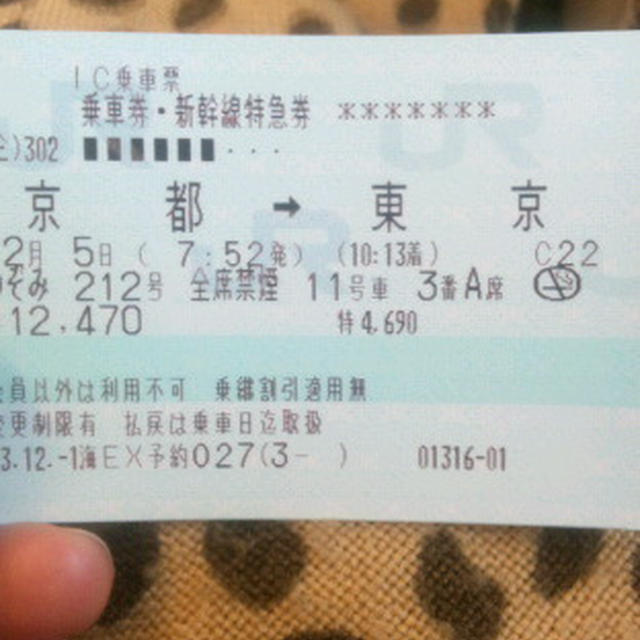 IC乗車票
乗車券・新幹線特急券 *******
)302 ■■■■■■・・・
京 都 → 東 京
2月 5日( 7:52発) (10:13着) C22
ぞみ 212号 全席禁煙 11号車 3番A席
12,470 特4,690
員以外は利用不可 乗継割引適用無
更制限有 払戻は乗車日迄取扱
3.12.-1海EX予約027(3- ) 01316-01